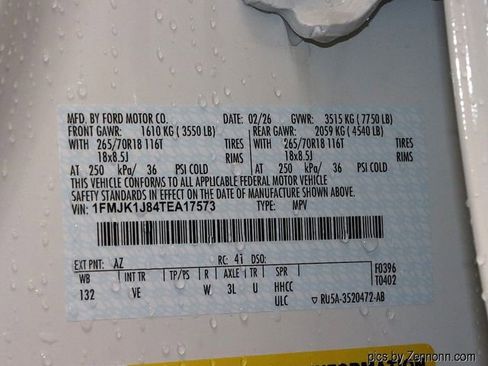 MFD. BY FORD MOTOR CO. DATE: 02/26 GVWR: 3515 KG (7750 LB)
FRONT GAWR: 1610 KG (3550 LB) REAR GAWR: 2059 KG (4540 LB)
WITH 265/70R18 116T TIRES WITH 265/70R18 116T TIRES
18x8.5J RIMS 18x8.5J RIMS
AT 250 kPa/ 36 PSI COLD AT 250 kPa/ 36 PSI COLD
THIS VEHICLE CONFORMS TO ALL APPLICABLE FEDERAL MOTOR VEHICLE
SAFETY STANDARDS IN EFFECT ON THE DATE OF MANUFACTURE SHOWN ABOVE.
VIN: 1FMJK1J84TEA17573 TYPE: MPV
EXT PNT: AZ RC: 41 DSO: F0396
WB INT TR TP/PS R AXLE TR SPR T0402
132 VE W 3L U HHCC
ULC ▽ RU5A-3520472-AB
INFORMATION
pics by Zennonn.com